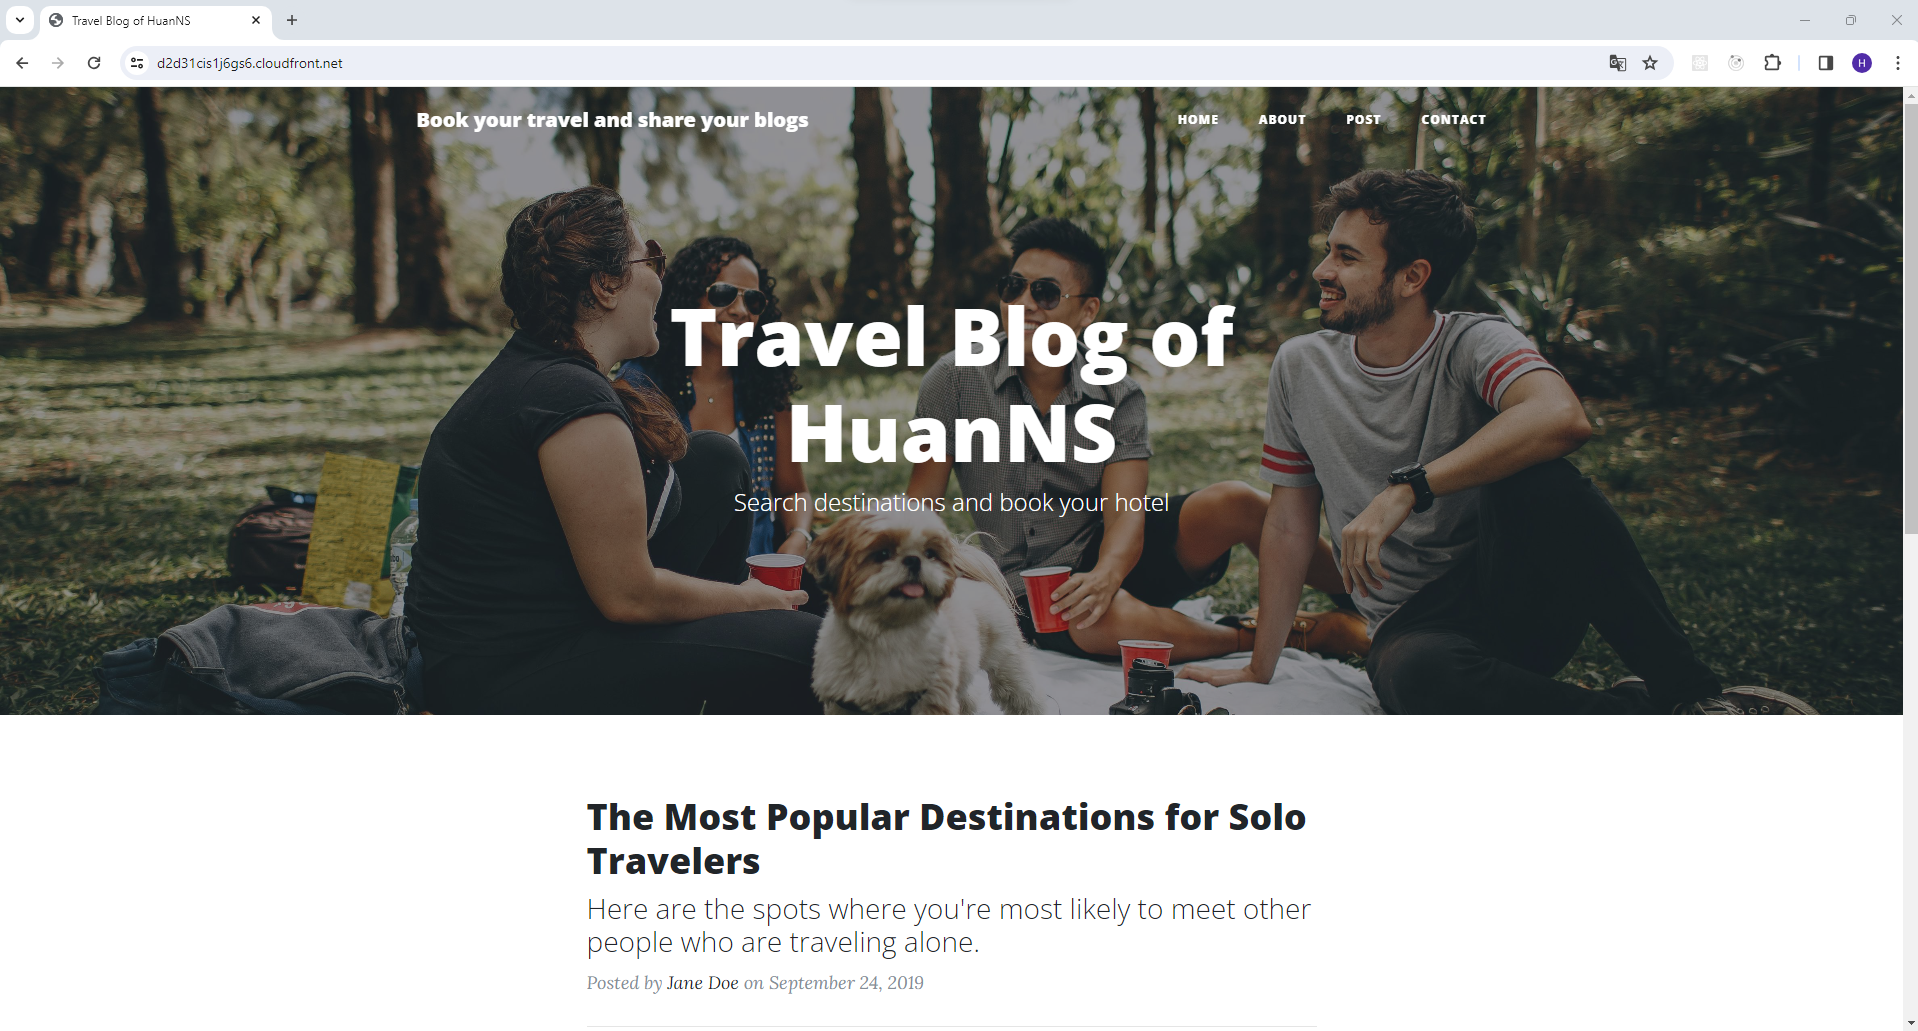 Travel Blog of HuanNS
d2d31cis1j6gs6.cloudfront.net
H
Book your travel and share your blogs
HOME ABOUT POST CONTACT
Travel Blog of
HuanNS
Search destinations and book your hotel
The Most Popular Destinations for Solo
Travelers
Here are the spots where you're most likely to meet other
people who are traveling alone.
Posted by Jane Doe on September 24, 2019